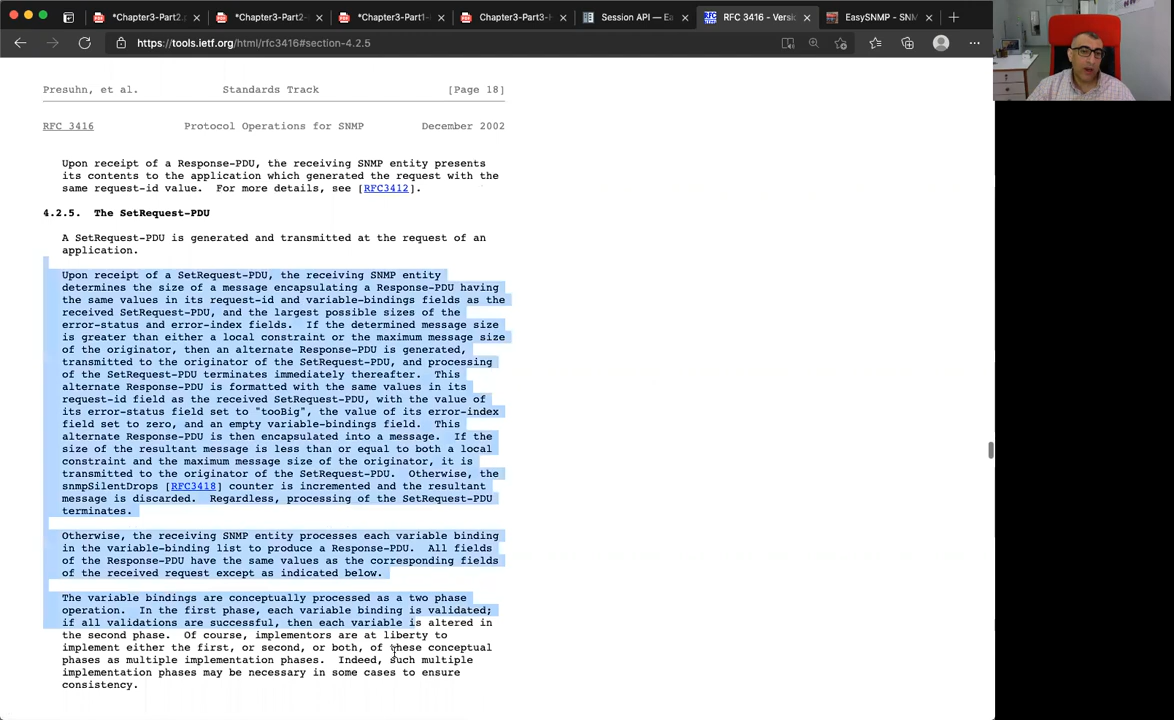 *Chapter3-Part2.p
*Chapter3-Part2-
*Chapter3-Part1-
Chapter3-Part3-
Session API — Ea
RFC 3416 - Versio
EasySNMP - SNM
https://tools.ietf.org/html/rfc3416#section-4.2.5
Presuhn, et al. Standards Track [Page 18]
RFC 3416 Protocol Operations for SNMP December 2002
Upon receipt of a Response-PDU, the receiving SNMP entity presents
its contents to the application which generated the request with the
same request-id value. For more details, see [RFC3412].
4.2.5. The SetRequest-PDU
A SetRequest-PDU is generated and transmitted at the request of an
application.
Upon receipt of a SetRequest-PDU, the receiving SNMP entity
determines the size of a message encapsulating a Response-PDU having
the same values in its request-id and variable-bindings fields as the
received SetRequest-PDU, and the largest possible sizes of the
error-status and error-index fields. If the determined message size
is greater than either a local constraint or the maximum message size
of the originator, then an alternate Response-PDU is generated,
transmitted to the originator of the SetRequest-PDU, and processing
of the SetRequest-PDU terminates immediately thereafter. This
alternate Response-PDU is formatted with the same values in its
request-id field as the received SetRequest-PDU, with the value of
its error-status field set to "tooBig", the value of its error-index
field set to zero, and an empty variable-bindings field. This
alternate Response-PDU is then encapsulated into a message. If the
size of the resultant message is less than or equal to both a local
constraint and the maximum message size of the originator, it is
transmitted to the originator of the SetRequest-PDU. Otherwise, the
snmpSilentDrops [RFC3418] counter is incremented and the resultant
message is discarded. Regardless, processing of the SetRequest-PDU
terminates.
Otherwise, the receiving SNMP entity processes each variable binding
in the variable-binding list to produce a Response-PDU. All fields
of the Response-PDU have the same values as the corresponding fields
of the received request except as indicated below.
The variable bindings are conceptually processed as a two phase
operation. In the first phase, each variable binding is validated;
if all validations are successful, then each variable is altered in
the second phase. Of course, implementors are at liberty to
implement either the first, or second, or both, of these conceptual
phases as multiple implementation phases. Indeed, such multiple
implementation phases may be necessary in some cases to ensure
consistency.